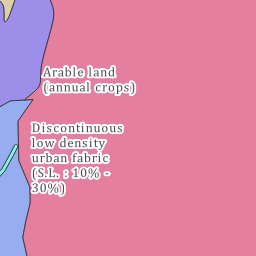 Arable land
(annual crops)
Discontinuous
low density
urban fabric
(S.L. : 10% -
30%)